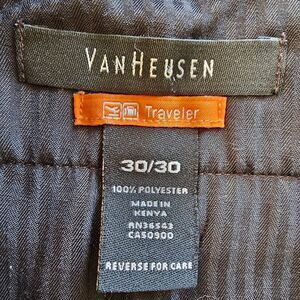 VANHEUSEN
Traveler
30/30
100% POLYESTER
MADE IN
KENYA
RN36543
CA50900
REVERSE FOR CARE